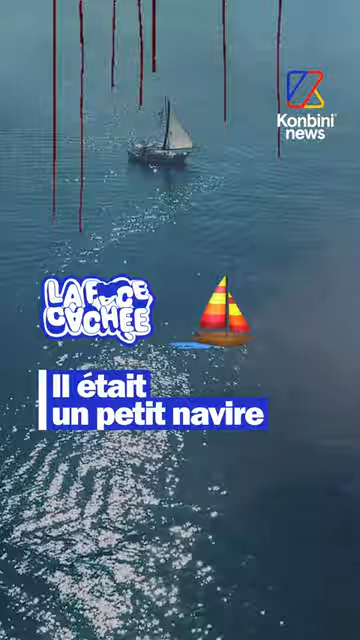 Konbini
news
LA FACE
CACHÉE
Il était
un petit navire